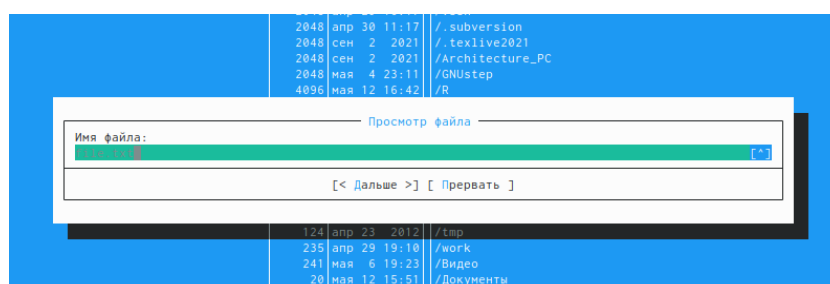 2048 апр 30 11:17 /.subversion
2048 сен 2 2021 /.texlive2021
2048 сен 2 2021 /Architecture_PC
2048 мая 4 23:11 /GNUstep
4096 мая 12 16:42 /R
Просмотр файла
Имя файла:
[^]
[< Дальше >] [ Прервать ]
124 апр 23 2012 /tmp
235 апр 29 19:10 /work
241 мая 6 19:23 /Видео
20 мая 12 15:51 /Документы